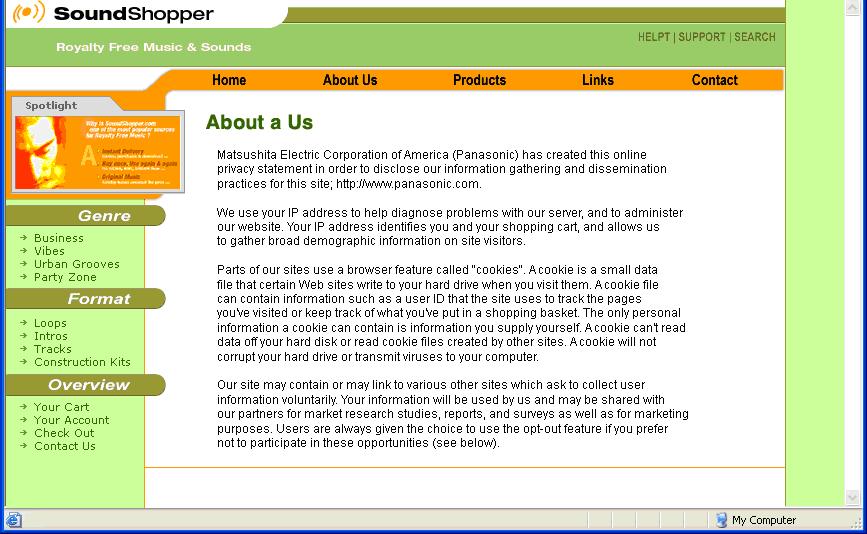 SoundShopper
Royalty Free Music & Sounds
HELPT | SUPPORT | SEARCH
Home About Us Products Links Contact
Spotlight
Why is SoundShopper.com
one of the most popular sources
for Royalty Free Music ?
A
Instant Delivery
Buy once, Use again & again
Original Music
About a Us
Matsushita Electric Corporation of America (Panasonic) has created this online
privacy statement in order to disclose our information gathering and dissemination
practices for this site; http://www.panasonic.com.
We use your IP address to help diagnose problems with our server, and to administer
our website. Your IP address identifies you and your shopping cart, and allows us
to gather broad demographic information on site visitors.
Parts of our sites use a browser feature called "cookies". A cookie is a small data
file that certain Web sites write to your hard drive when you visit them. A cookie file
can contain information such as a user ID that the site uses to track the pages
you've visited or keep track of what you've put in a shopping basket. The only personal
information a cookie can contain is information you supply yourself. A cookie can't read
data off your hard disk or read cookie files created by other sites. A cookie will not
corrupt your hard drive or transmit viruses to your computer.
Our site may contain or may link to various other sites which ask to collect user
information voluntarily. Your information will be used by us and may be shared with
our partners for market research studies, reports, and surveys as well as for marketing
purposes. Users are always given the choice to use the opt-out feature if you prefer
not to participate in these opportunities (see below).
Genre
Business
Vibes
Urban Grooves
Party Zone
Format
Loops
Intros
Tracks
Construction Kits
Overview
Your Cart
Your Account
Check Out
Contact Us
My Computer